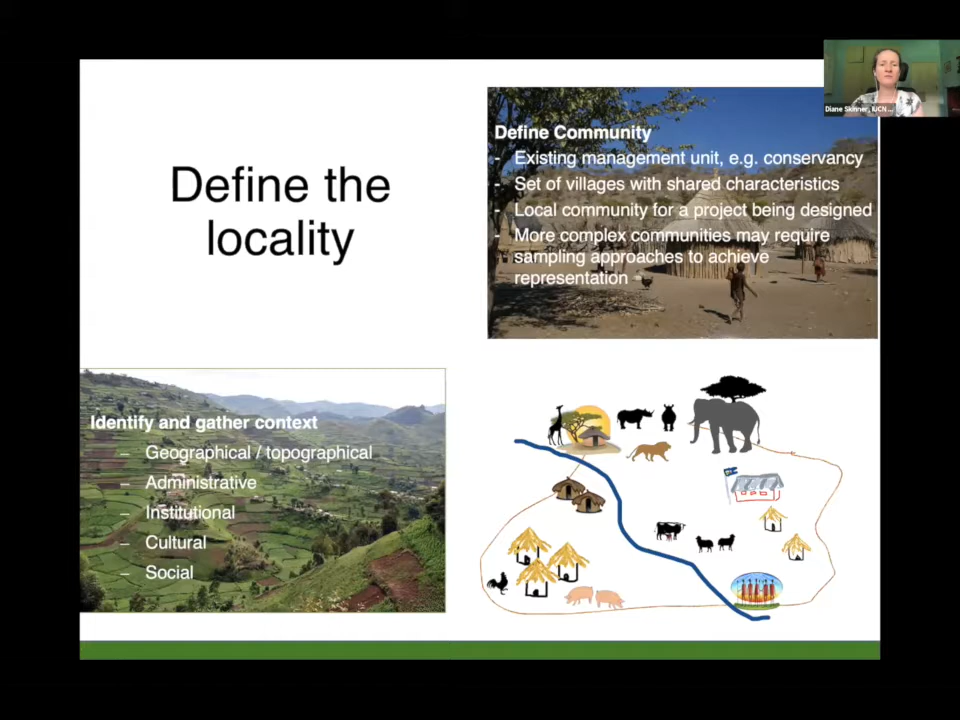 Define the
locality
Define Community
- Existing management unit, e.g. conservancy
- Set of villages with shared characteristics
- Local community for a project being designed
- More complex communities may require
sampling approaches to achieve
representation
Identify and gather context
– Geographical / topographical
– Administrative
– Institutional
– Cultural
– Social
Diane Skinner, IUCN ...